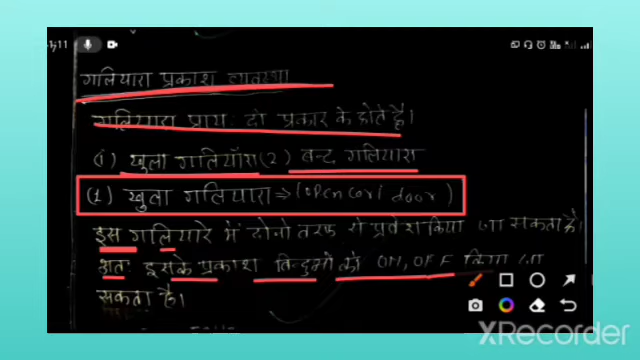 :11
गलियारा प्रकाश व्यवस्था
गलियारा प्रायः दो प्रकार के होते है।
(1) खुला गलियाँरा (2) बन्द गलियारा
(1) खुला गलियारा ⇒ (open cori door)
इस गलियारे में दोनो तरफ से प्रवेश किया जा सकता है।
अतः इसके प्रकाश बिन्दुओं को ON, OFF किया जा
सकता है।
XRecorder